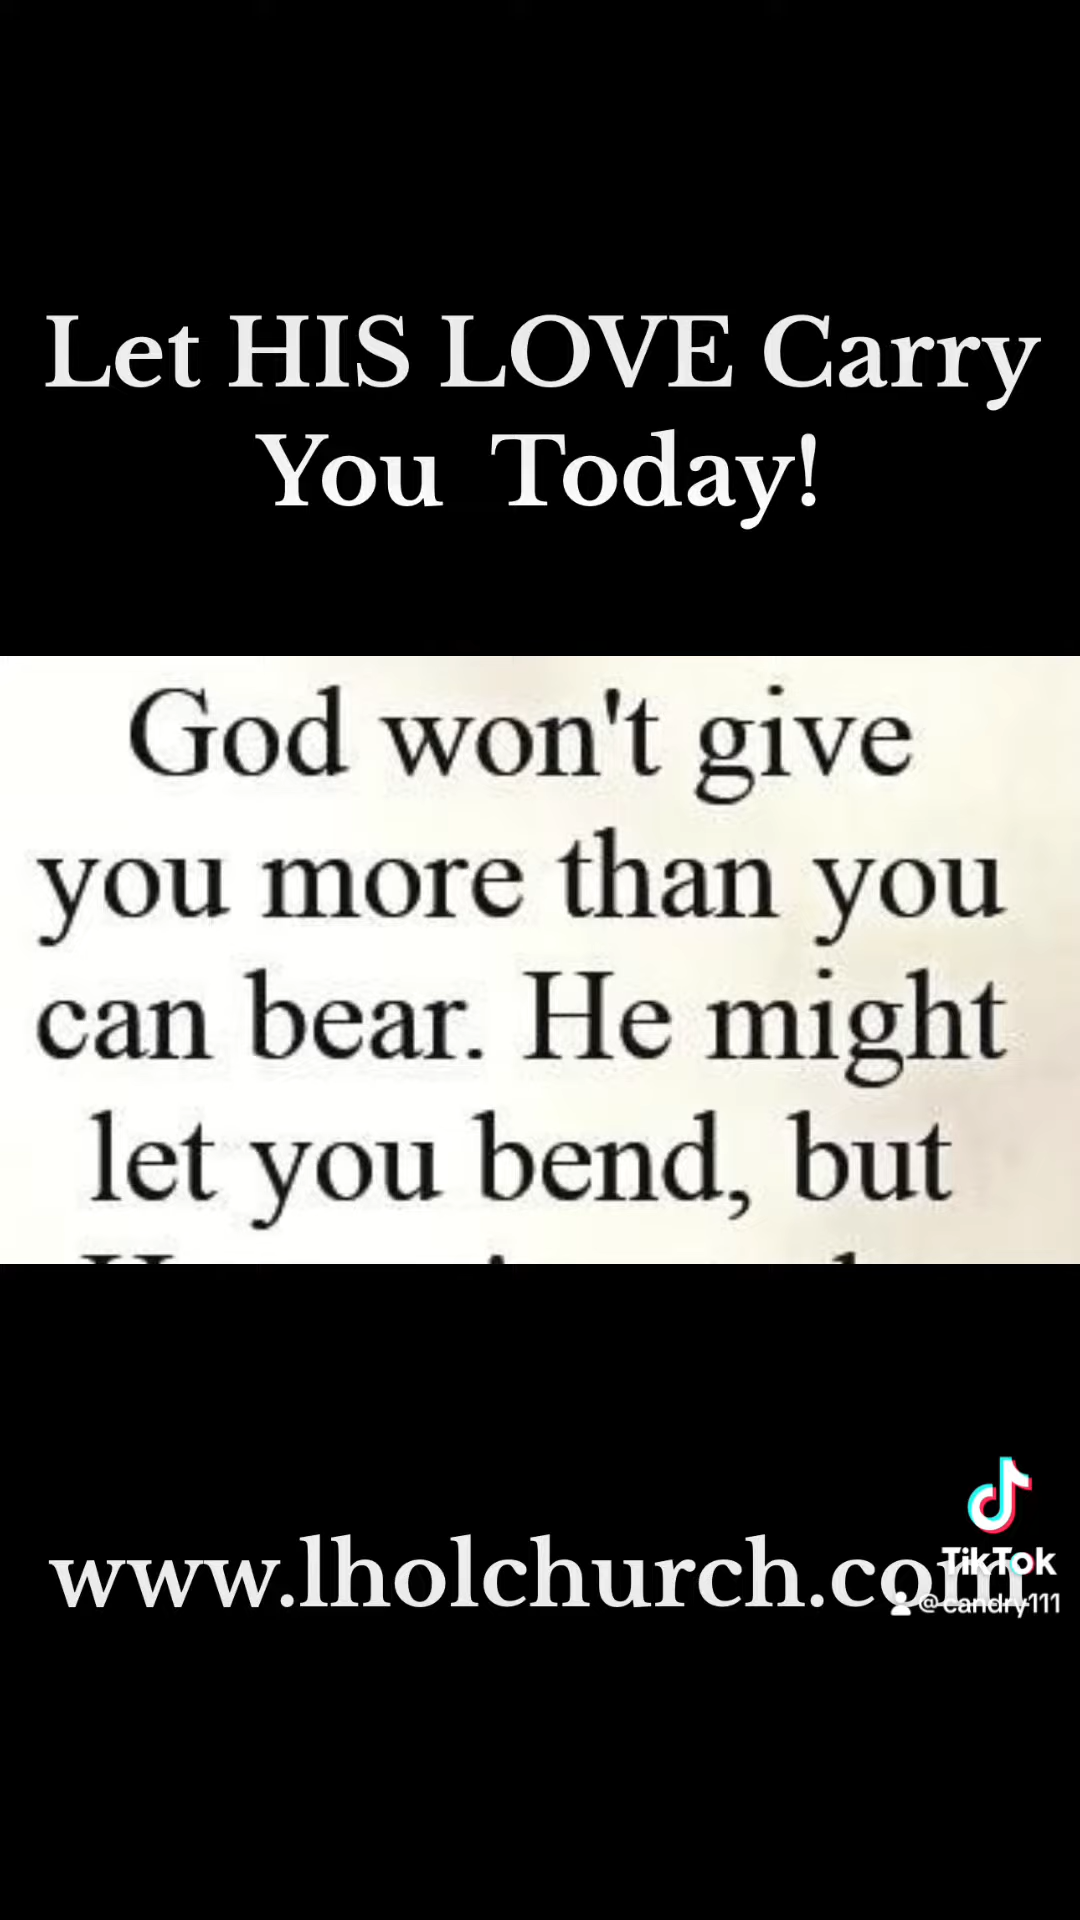 Let HIS LOVE Carry
You Today!
God won't give
you more than you
can bear. He might
let you bend, but
www.lholchurch.com
TikTok
@candry111